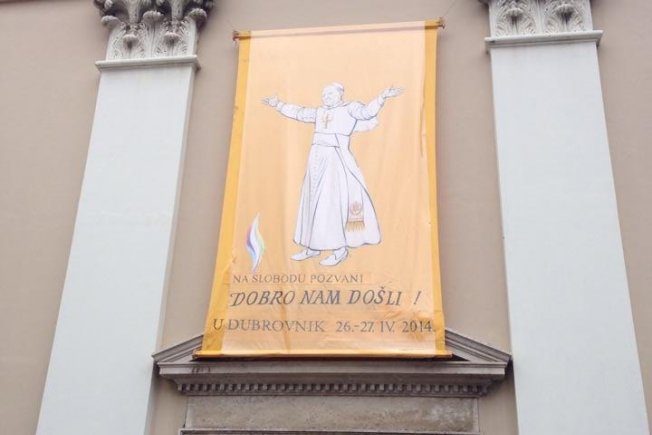 NA SLOBODU POZVANI
"DOBRO NAM DOŠLI !
U DUBROVNIK 26.-27. IV. 2014.